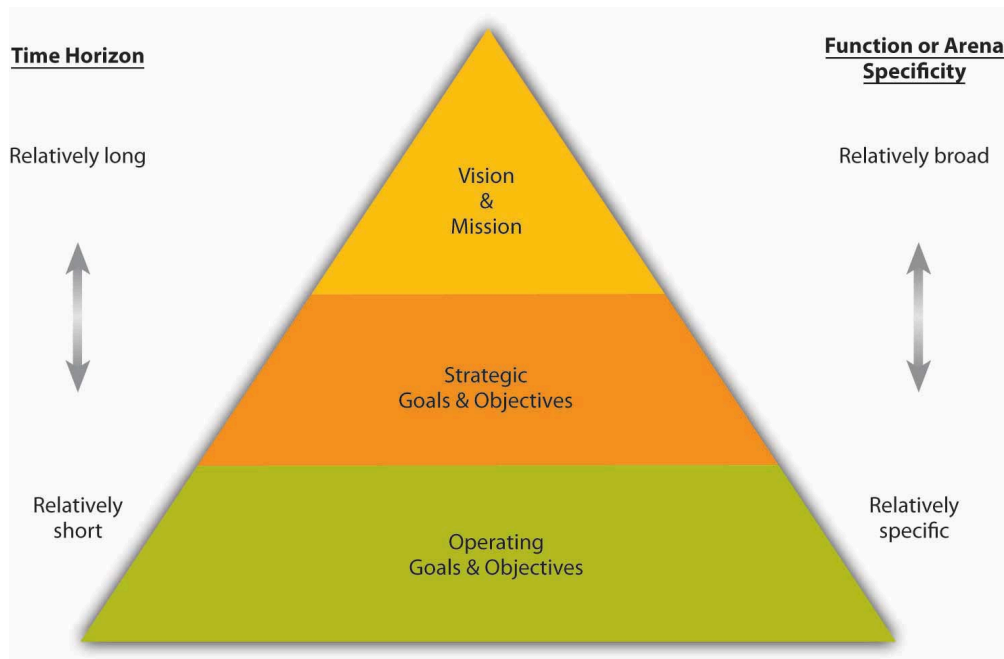 Time Horizon
Function or Arena
Specificity
Relatively long
Relatively broad
Vision
&
Mission
Strategic
Goals & Objectives
Relatively
short
Relatively
specific
Operating
Goals & Objectives